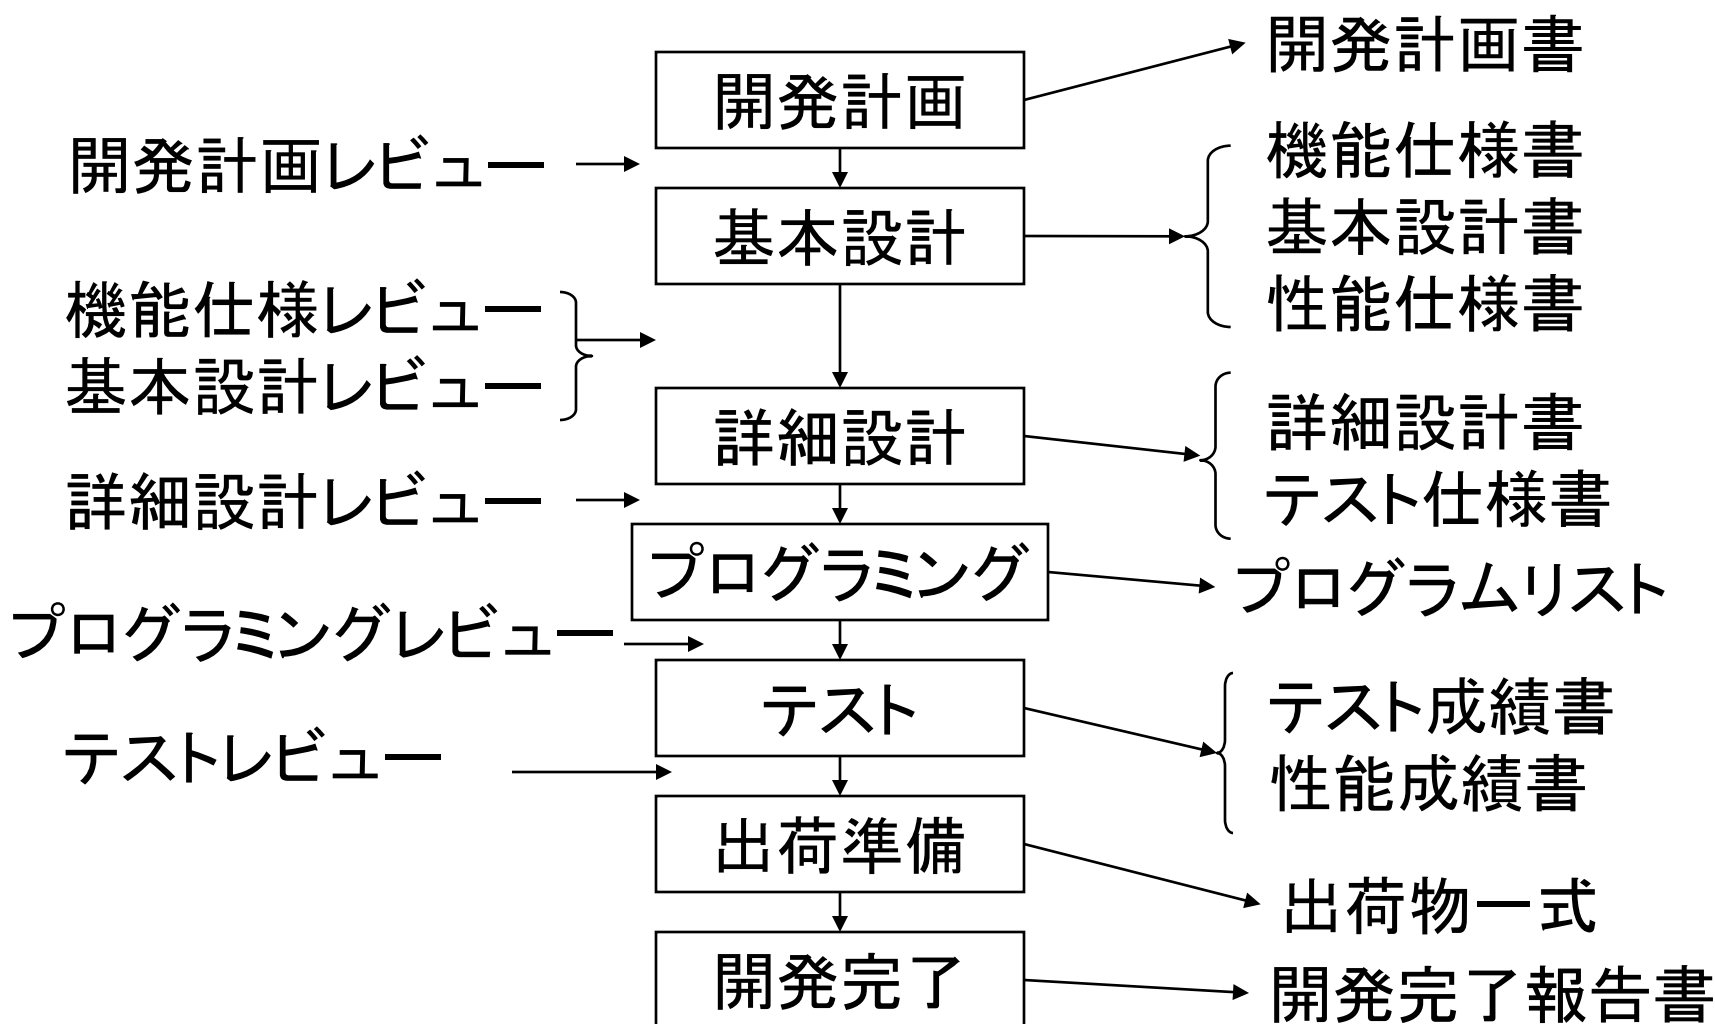 開発計画
基本設計
詳細設計
プログラミング
テスト
出荷準備
開発完了
開発計画レビュー
機能仕様レビュー
基本設計レビュー
詳細設計レビュー
プログラミングレビュー
テストレビュー
開発計画書
機能仕様書
基本設計書
性能仕様書
詳細設計書
テスト仕様書
プログラムリスト
テスト成績書
性能成績書
出荷物一式
開発完了報告書